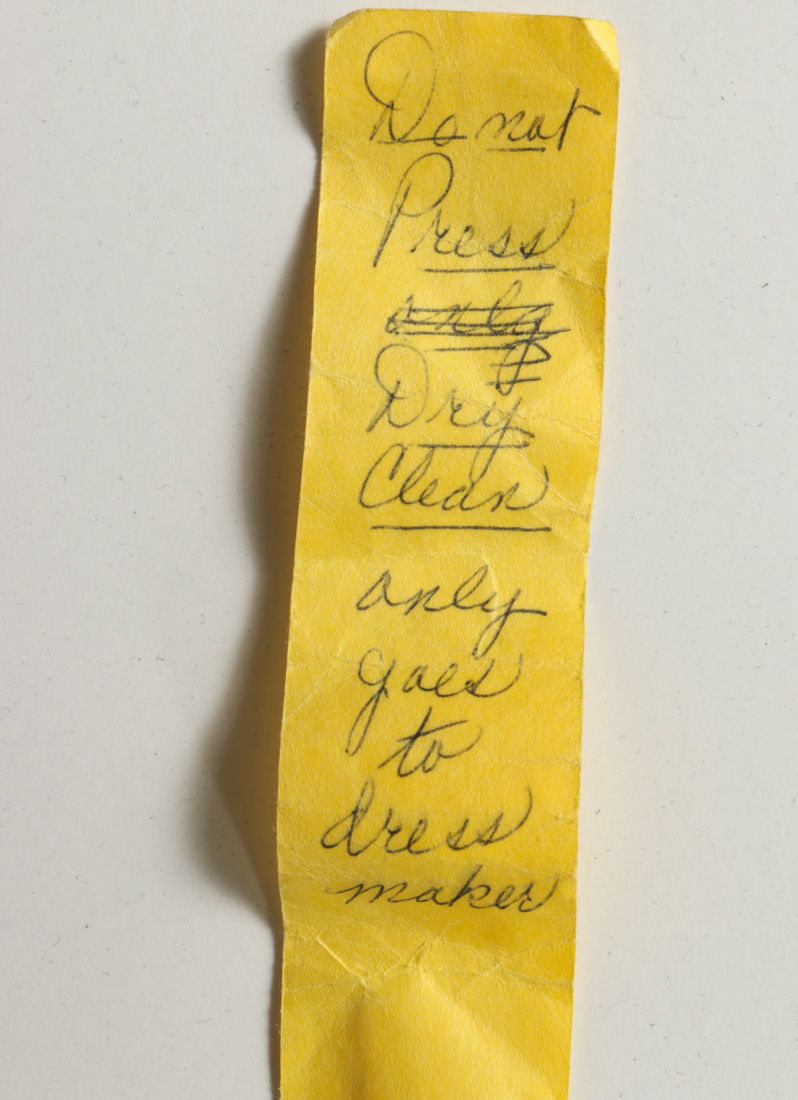 Do not
Press
only
Dry
Clean
only
goes
to
dress
maker